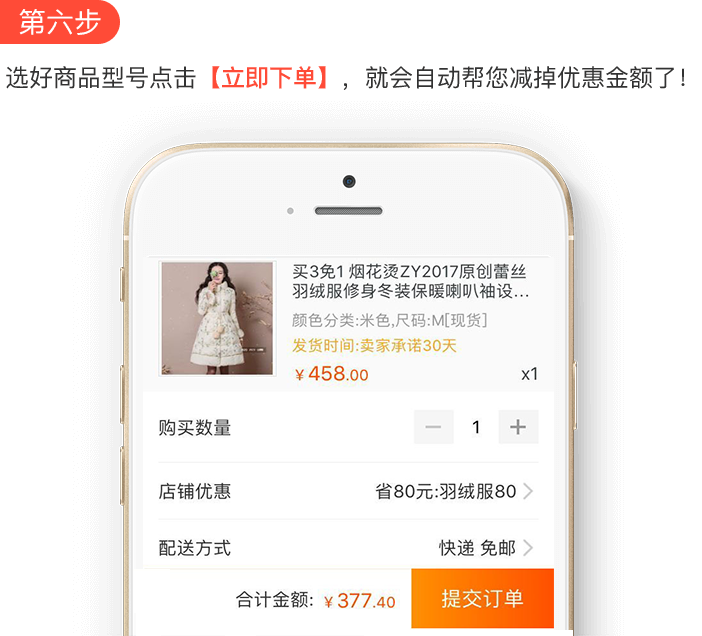 第六步
选好商品型号点击【立即下单】，就会自动帮您减掉优惠金额了!
买3免1 烟花烫ZY2017原创蕾丝
羽绒服修身冬装保暖喇叭袖设...
颜色分类:米色,尺码:M[现货]
发货时间:卖家承诺30天
￥458.00
x1
购买数量
1
店铺优惠
省80元:羽绒服80
配送方式
快递 免邮
合计金额: ￥377.40
提交订单